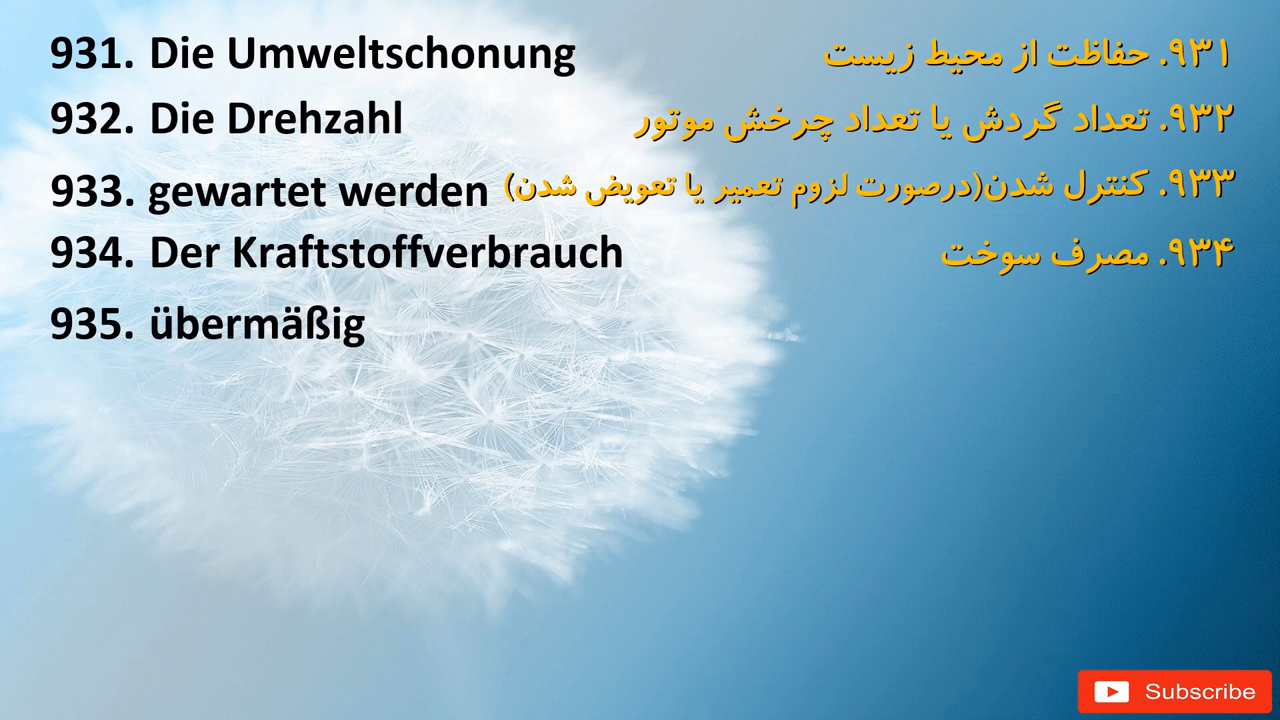 931. Die Umweltschonung ۹۳۱. حفاظت از محیط زیست
932. Die Drehzahl ۹۳۲. تعداد گردش یا تعداد چرخش موتور
933. gewartet werden ۹۳۳. کنترل شدن(درصورت لزوم تعمیر یا تعویض شدن)
934. Der Kraftstoffverbrauch ۹۳۴. مصرف سوخت
935. übermäßig
Subscribe